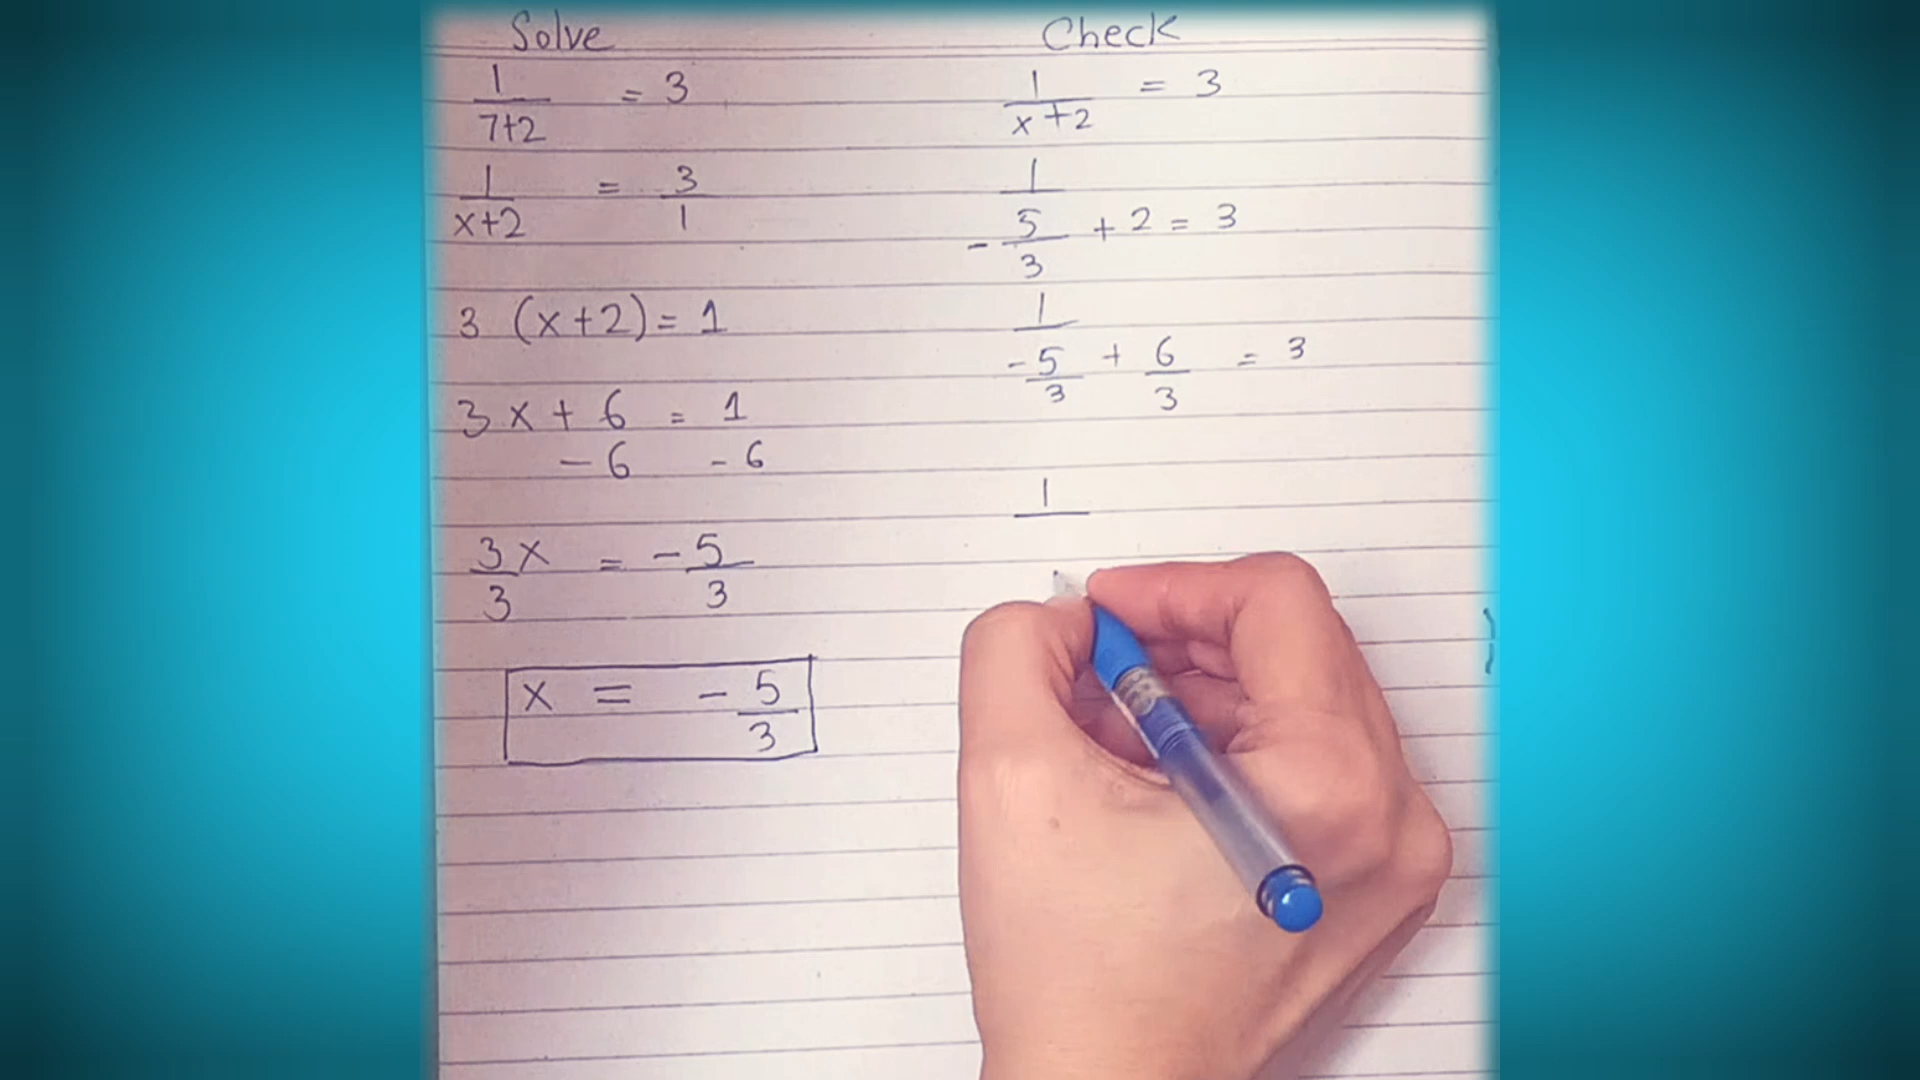 Solve
1
7+2 = 3
1/x+2 = 3/1
3 (x+2) = 1
3x + 6 = 1
- 6 - 6
3x/3 = -5/3
x = -5/3
Check
1/x+2 = 3
1/-5/3 + 2 = 3
1/-5/3 + 6/3 = 3
1